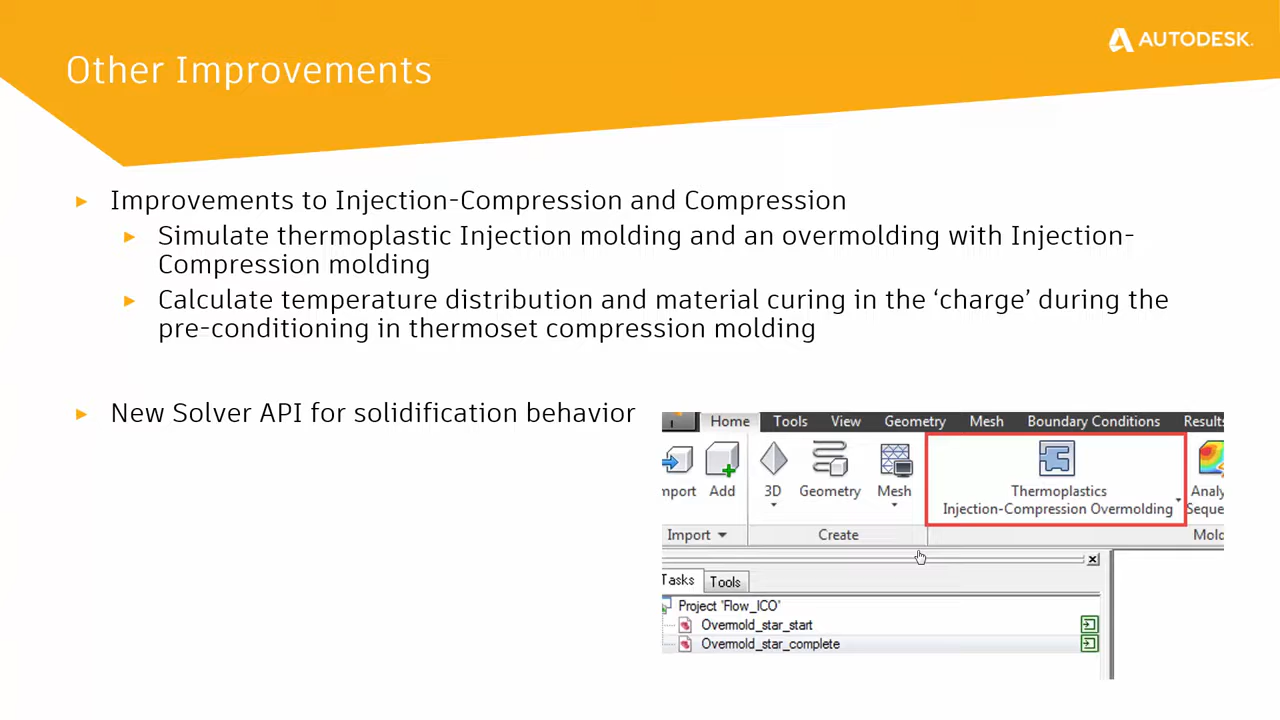 Other Improvements
AUTODESK.
Improvements to Injection-Compression and Compression
Simulate thermoplastic Injection molding and an overmolding with Injection-
Compression molding
Calculate temperature distribution and material curing in the ‘charge’ during the
pre-conditioning in thermoset compression molding
New Solver API for solidification behavior
Home Tools View Geometry Mesh Boundary Conditions Results
mport Add 3D Geometry Mesh Thermoplastics Analy
Injection-Compression Overmolding Seque
Import Create Mold
Tasks Tools
Project 'Flow_ICO'
Overmold_star_start
Overmold_star_complete